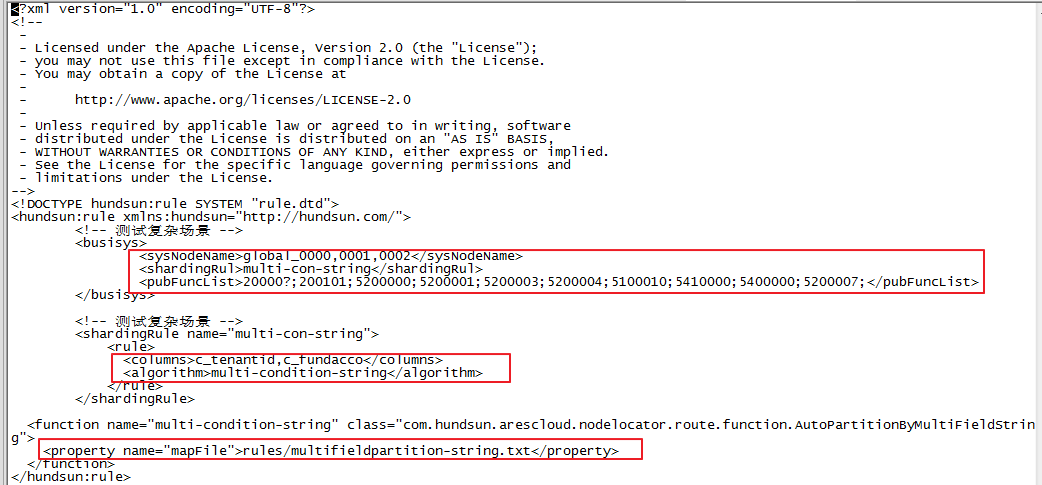 <?xml version="1.0" encoding="UTF-8"?>
<!--
 -
 - Licensed under the Apache License, Version 2.0 (the "License");
 - you may not use this file except in compliance with the License.
 - You may obtain a copy of the License at
 -
 -      http://www.apache.org/licenses/LICENSE-2.0
 -
 - Unless required by applicable law or agreed to in writing, software
 - distributed under the License is distributed on an "AS IS" BASIS,
 - WITHOUT WARRANTIES OR CONDITIONS OF ANY KIND, either express or implied.
 - See the License for the specific language governing permissions and
 - limitations under the License.
-->
<!DOCTYPE hundsun:rule SYSTEM "rule.dtd">
<hundsun:rule xmlns:hundsun="http://hundsun.com/">
        <!-- 测试复杂场景 -->
        <busisys>
                <sysNodeName>global_0000,0001,0002</sysNodeName>
                <shardingRul>multi-con-string</shardingRul>
                <pubFuncList>20000?;200101;5200000;5200001;5200003;5200004;5100010;5410000;5400000;5200007;</pubFuncList>
        </busisys>

        <!-- 测试复杂场景 -->
        <shardingRule name="multi-con-string">
            <rule>
              <columns>c_tenantid,c_fundacco</columns>
              <algorithm>multi-condition-string</algorithm>
            </rule>
        </shardingRule>

  <function name="multi-condition-string" class="com.hundsun.arescloud.nodelocator.route.function.AutoPartitionByMultiFieldStrin
g">
    <property name="mapFile">rules/multifieldpartition-string.txt</property>
  </function>
</hundsun:rule>